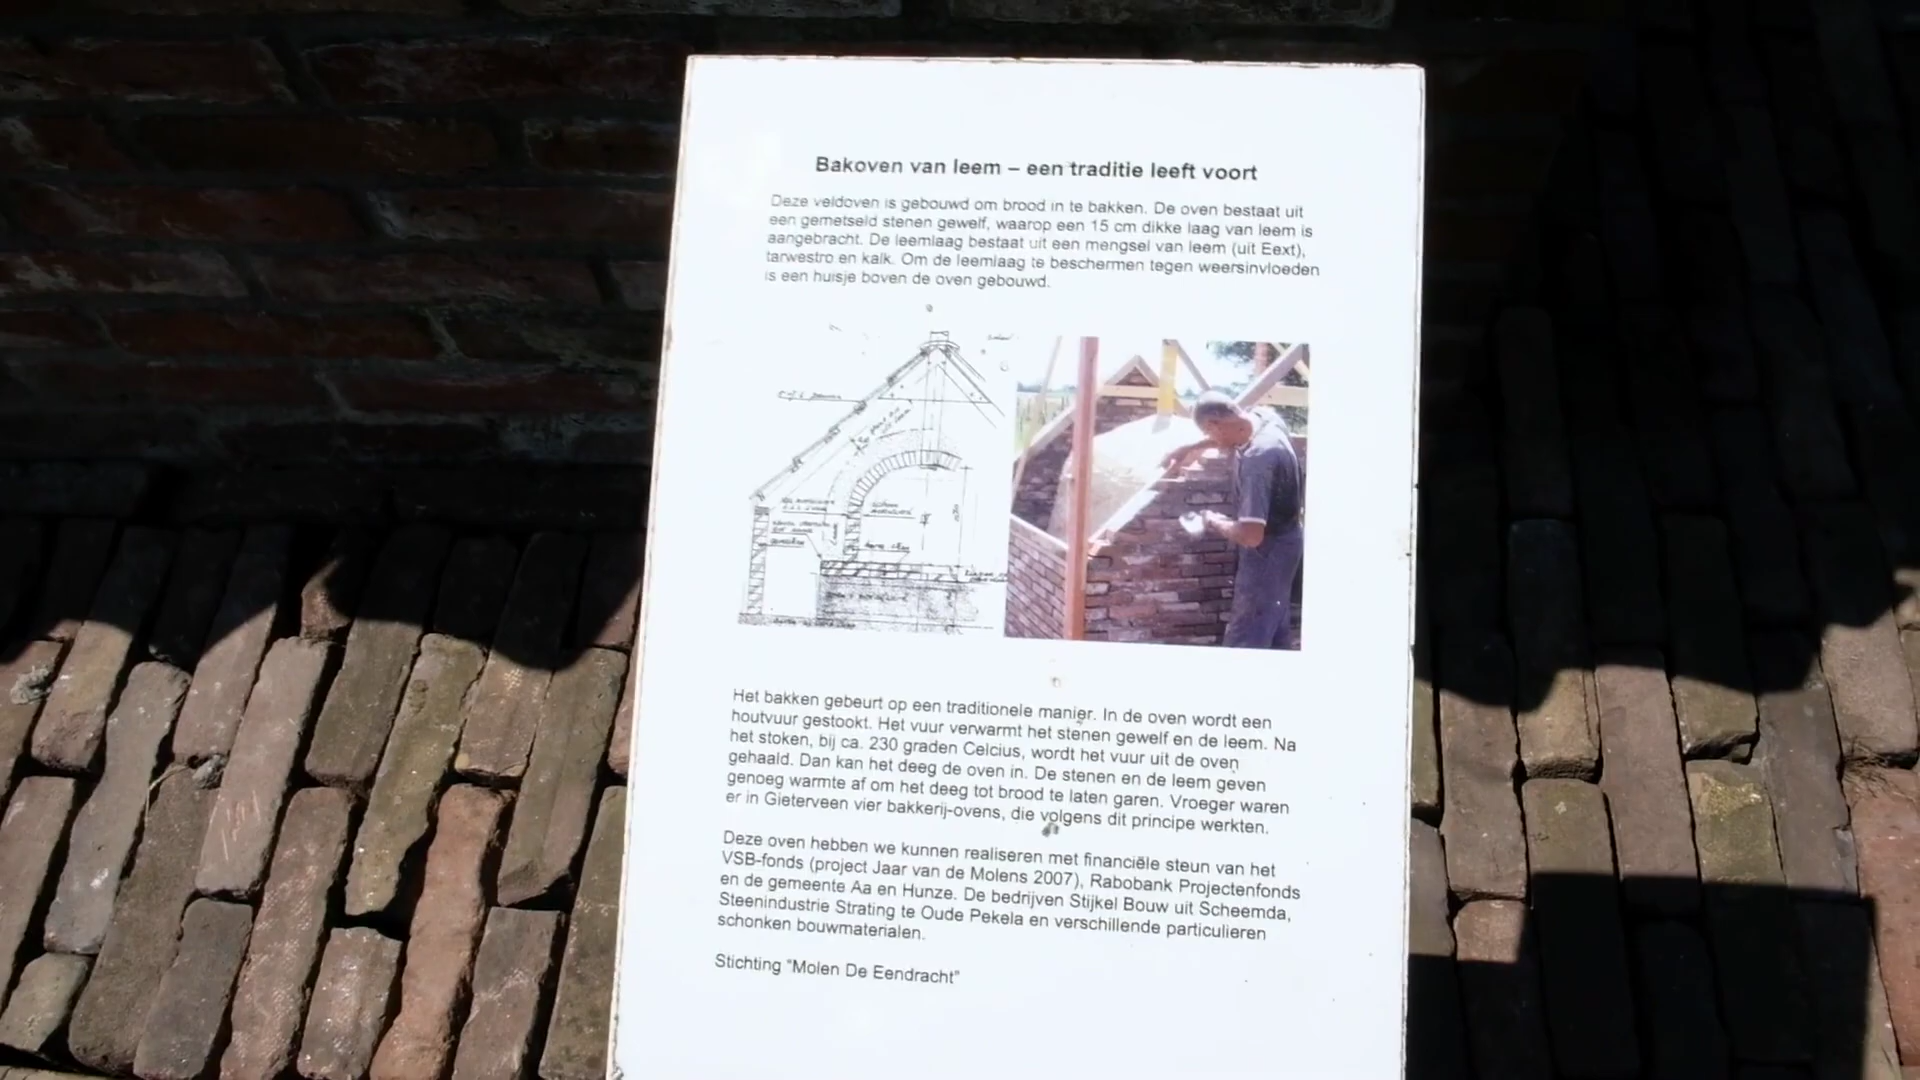 Bakoven van leem – een traditie leeft voort
Deze veldoven is gebouwd om brood in te bakken. De oven bestaat uit
een gemetseld stenen gewelf, waarop een 15 cm dikke laag van leem is
aangebracht. De leemlaag bestaat uit een mengsel van leem (uit Eext),
tarwestro en kalk. Om de leemlaag te beschermen tegen weersinvloeden
is een huisje boven de oven gebouwd.
Het bakken gebeurt op een traditionele manier. In de oven wordt een
houtvuur gestookt. Het vuur verwarmt het stenen gewelf en de leem. Na
het stoken, bij ca. 230 graden Celcius, wordt het vuur uit de oven
gehaald. Dan kan het deeg de oven in. De stenen en de leem geven
genoeg warmte af om het deeg tot brood te laten garen. Vroeger waren
er in Gieterveen vier bakkerij-ovens, die volgens dit principe werkten.
Deze oven hebben we kunnen realiseren met financiële steun van het
VSB-fonds (project Jaar van de Molens 2007), Rabobank Projectenfonds
en de gemeente Aa en Hunze. De bedrijven Stijkel Bouw uit Scheemda,
Steenindustrie Strating te Oude Pekela en verschillende particulieren
schonken bouwmaterialen.
Stichting "Molen De Eendracht"